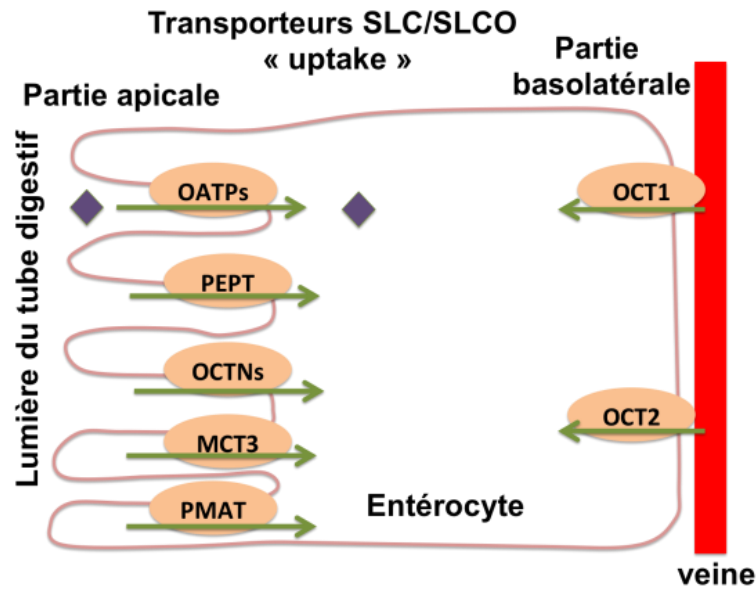 Transporteurs SLC/SLCO
« uptake »
Partie
basolatérale
Partie apicale
Lumière du tube digestif
OATPs
OCT1
PEPT
OCTNs
OCT2
MCT3
PMAT
Entérocyte
veine